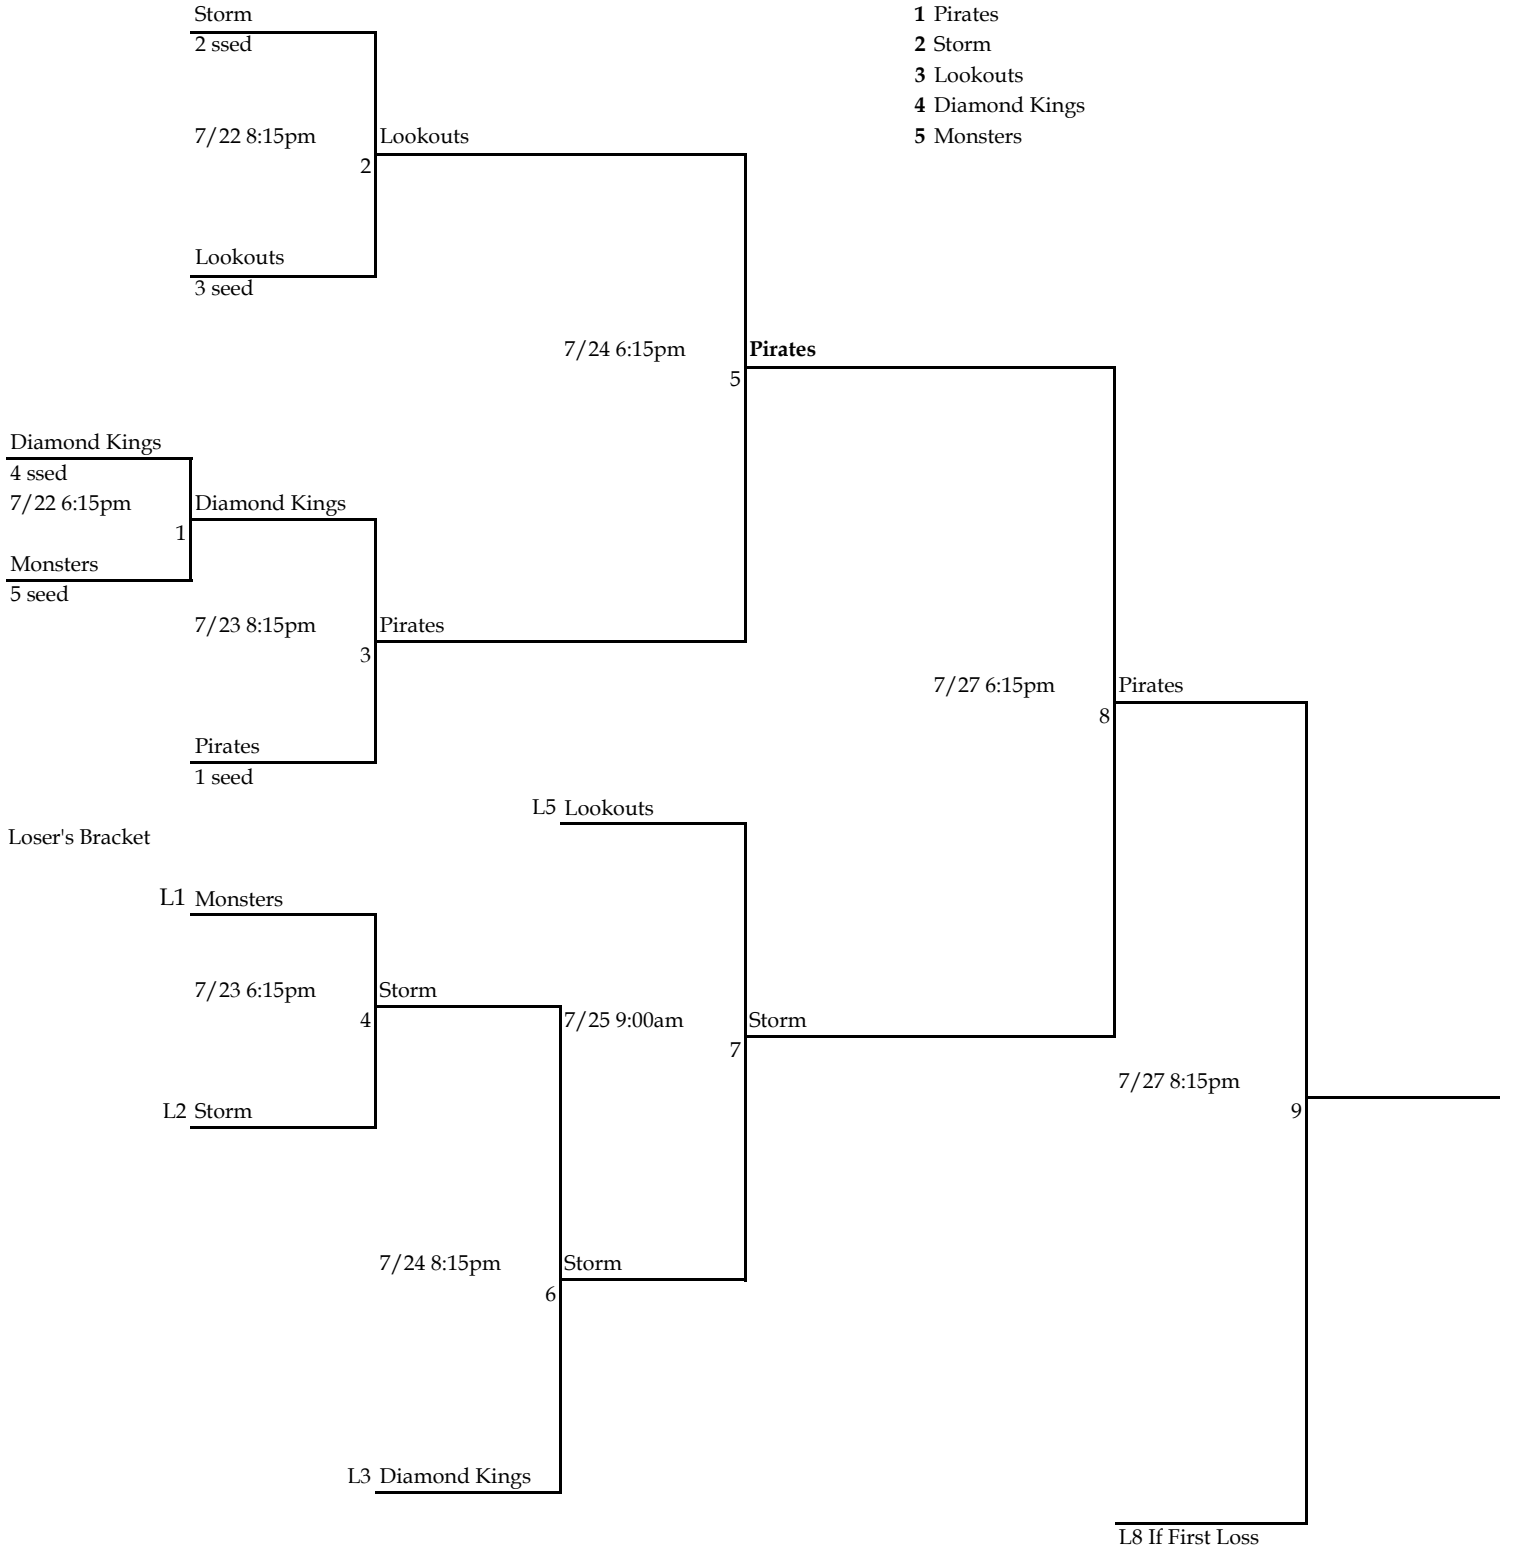 Storm
1 Pirates
2 ssed
2 Storm
3 Lookouts
4 Diamond Kings
7/22 8:15pm
Lookouts
5 Monsters
2
Lookouts
3 seed
7/24 6:15pm
Pirates
5
Diamond Kings
4 ssed
7/22 6:15pm
Diamond Kings
1
Monsters
5 seed
7/23 8:15pm
Pirates
3
7/27 6:15pm
Pirates
8
Pirates
1 seed
L5 Lookouts
Loser's Bracket
L1 Monsters
7/23 6:15pm
Storm
4
7/25 9:00am
Storm
7
7/27 8:15pm
9
L2 Storm
7/24 8:15pm
Storm
6
L3 Diamond Kings
L8 If First Loss